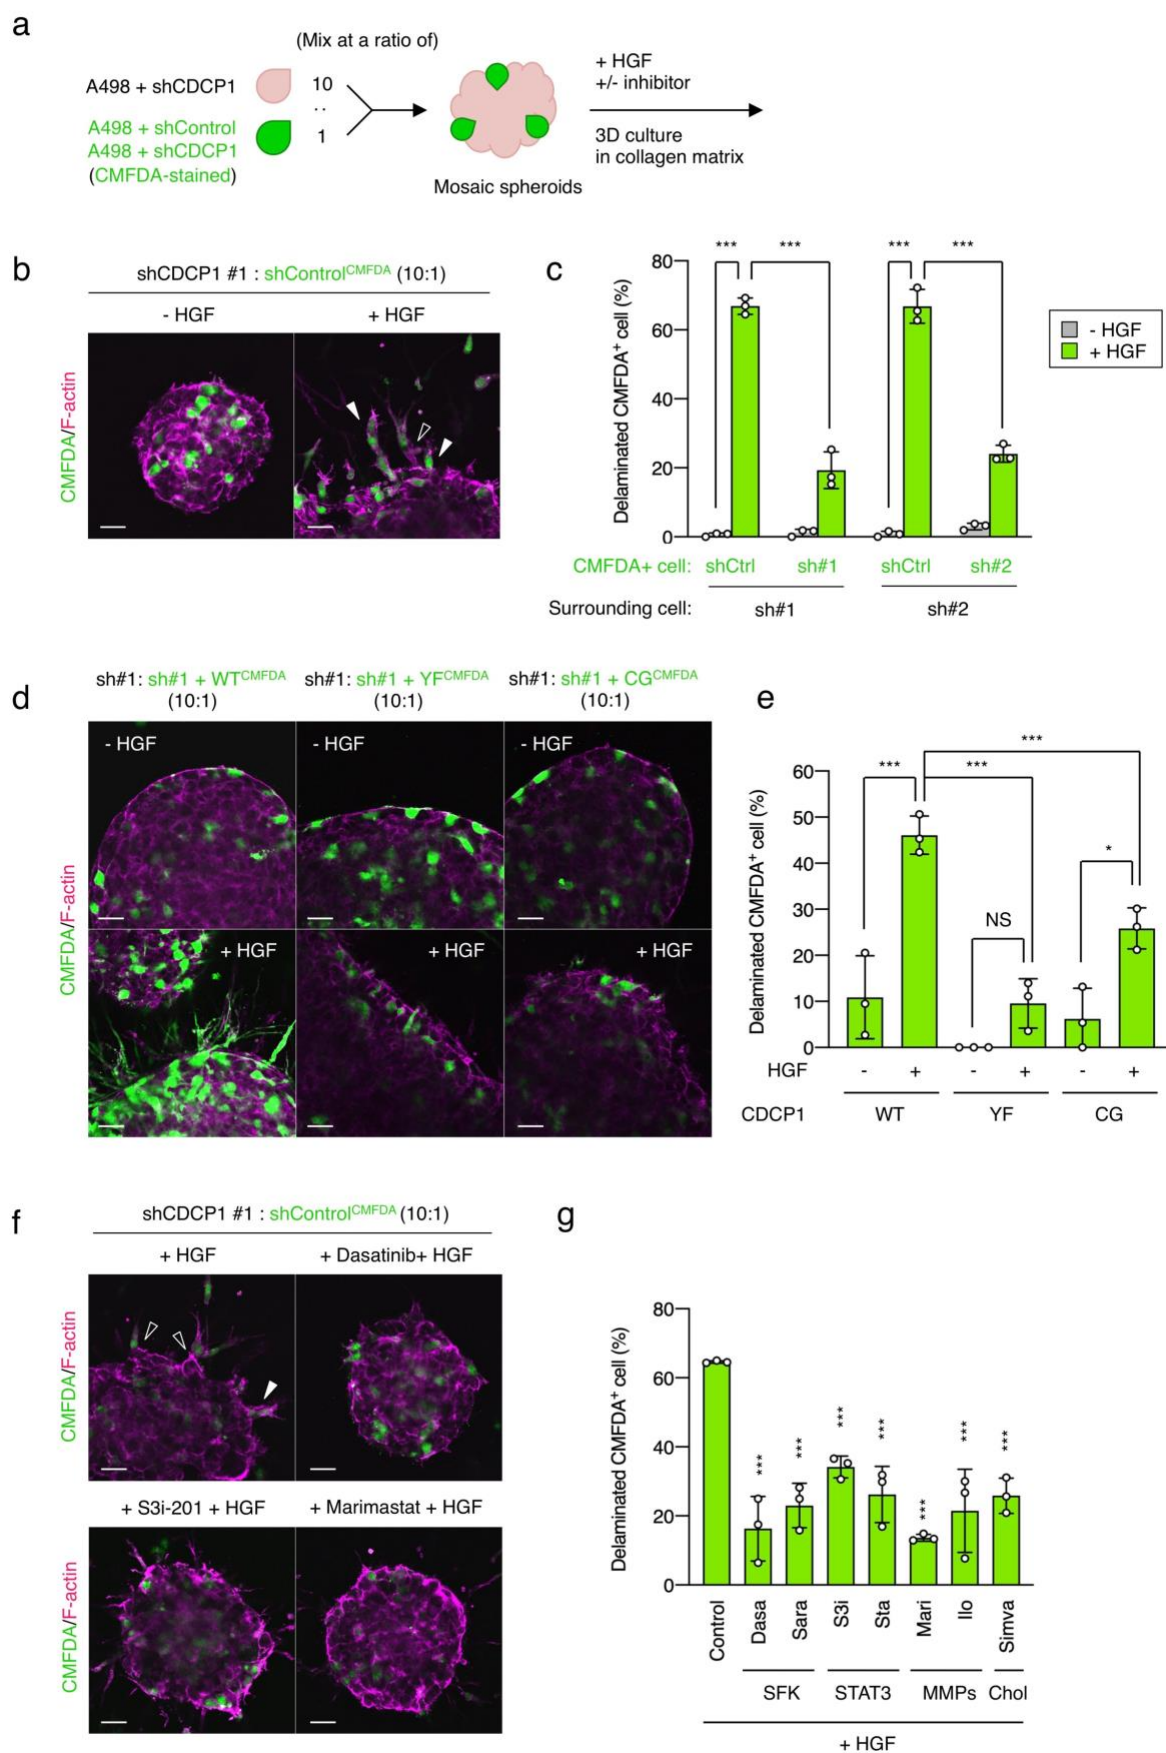 a
(Mix at a ratio of)
A498 + shCDCP1
10
:
1
A498 + shControl
A498 + shCDCP1
(CMFDA-stained)
Mosaic spheroids
+ HGF
+/- inhibitor
3D culture
in collagen matrix
b
shCDCP1 #1 : shControlCMFDA (10:1)
- HGF
+ HGF
CMFDA/F-actin
c
Delaminated CMFDA+ cell (%)
80
60
40
20
0
*** *** *** ***
- HGF
+ HGF
CMFDA+ cell: shCtrl sh#1 shCtrl sh#2
Surrounding cell: sh#1 sh#2
d
sh#1: sh#1 + WTCMFDA
(10:1)
sh#1: sh#1 + YFCMFDA
(10:1)
sh#1: sh#1 + CGCMFDA
(10:1)
- HGF
- HGF
- HGF
+ HGF
+ HGF
+ HGF
CMFDA/F-actin
e
Delaminated CMFDA+ cell (%)
60
50
40
30
20
10
0
***
*** ***
*
NS
HGF - + - + - +
CDCP1 WT YF CG
f
shCDCP1 #1 : shControlCMFDA (10:1)
+ HGF
+ Dasatinib+ HGF
CMFDA/F-actin
+ S3i-201 + HGF
+ Marimastat + HGF
CMFDA/F-actin
g
Delaminated CMFDA+ cell (%)
80
60
40
20
0
*** *** *** *** *** *** ***
Control Dasa Sara S3i Sta Mari Ilo Simva
SFK STAT3 MMPs Chol
+ HGF